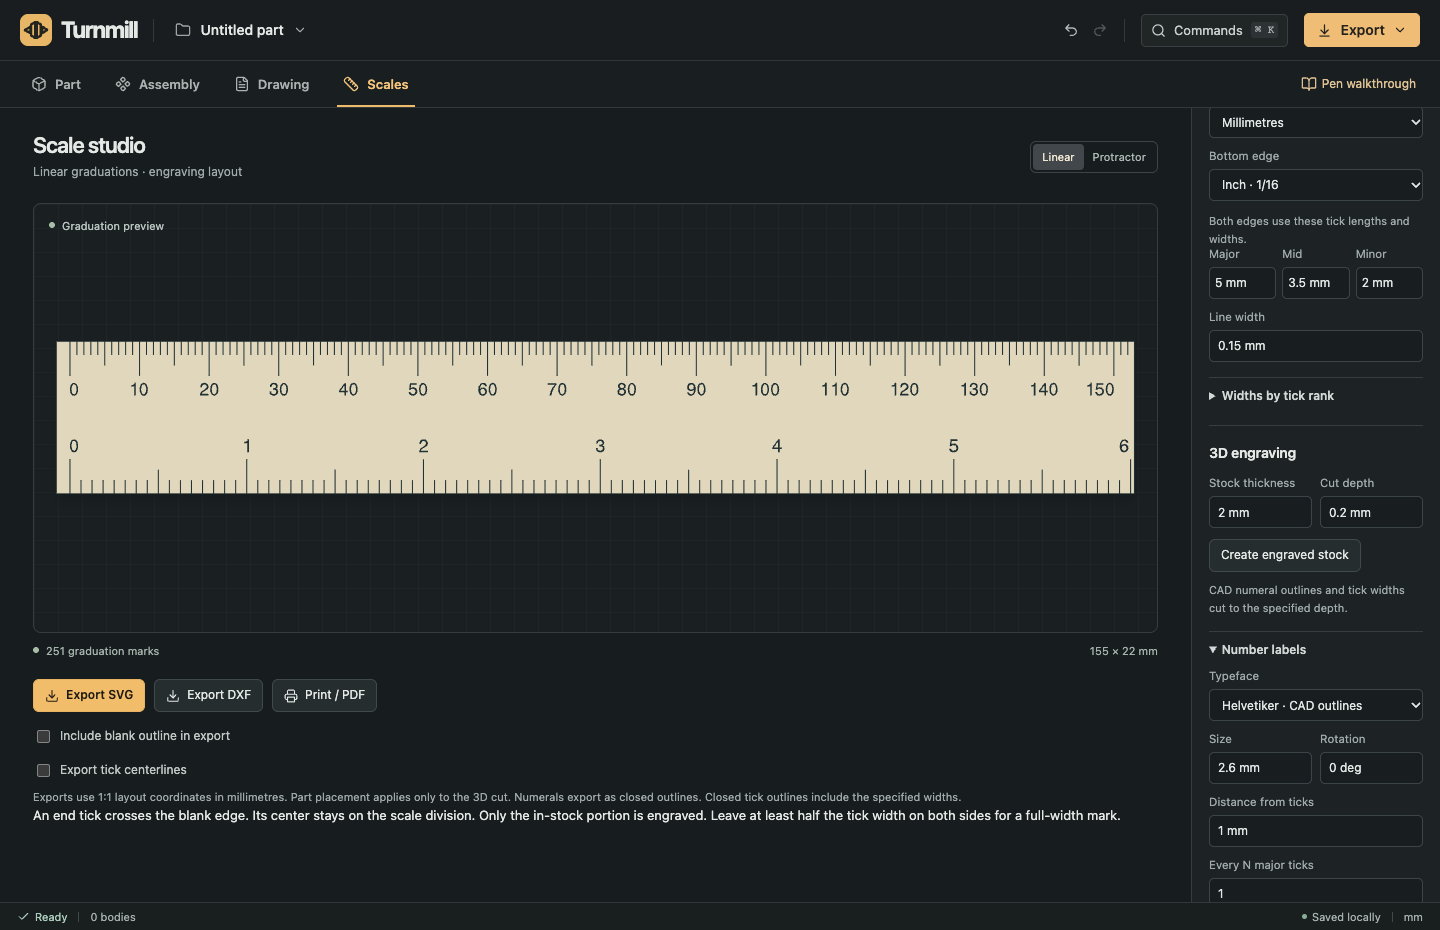 Turnmill
Untitled part
Commands ⌘ K
Export
Part
Assembly
Drawing
Scales
Pen walkthrough
Scale studio
Linear graduations · engraving layout
Linear
Protractor
Graduation preview
0 10 20 30 40 50 60 70 80 90 100 110 120 130 140 150
0 1 2 3 4 5 6
251 graduation marks
155 × 22 mm
Export SVG
Export DXF
Print / PDF
Include blank outline in export
Export tick centerlines
Exports use 1:1 layout coordinates in millimetres. Part placement applies only to the 3D cut. Numerals export as closed outlines. Closed tick outlines include the specified widths.
An end tick crosses the blank edge. Its center stays on the scale division. Only the in-stock portion is engraved. Leave at least half the tick width on both sides for a full-width mark.
Millimetres
Bottom edge
Inch · 1/16
Both edges use these tick lengths and
widths.
Major Mid Minor
5 mm 3.5 mm 2 mm
Line width
0.15 mm
Widths by tick rank
3D engraving
Stock thickness Cut depth
2 mm 0.2 mm
Create engraved stock
CAD numeral outlines and tick widths
cut to the specified depth.
Number labels
Typeface
Helvetiker · CAD outlines
Size Rotation
2.6 mm 0 deg
Distance from ticks
1 mm
Every N major ticks
1
Ready
0 bodies
Saved locally
mm